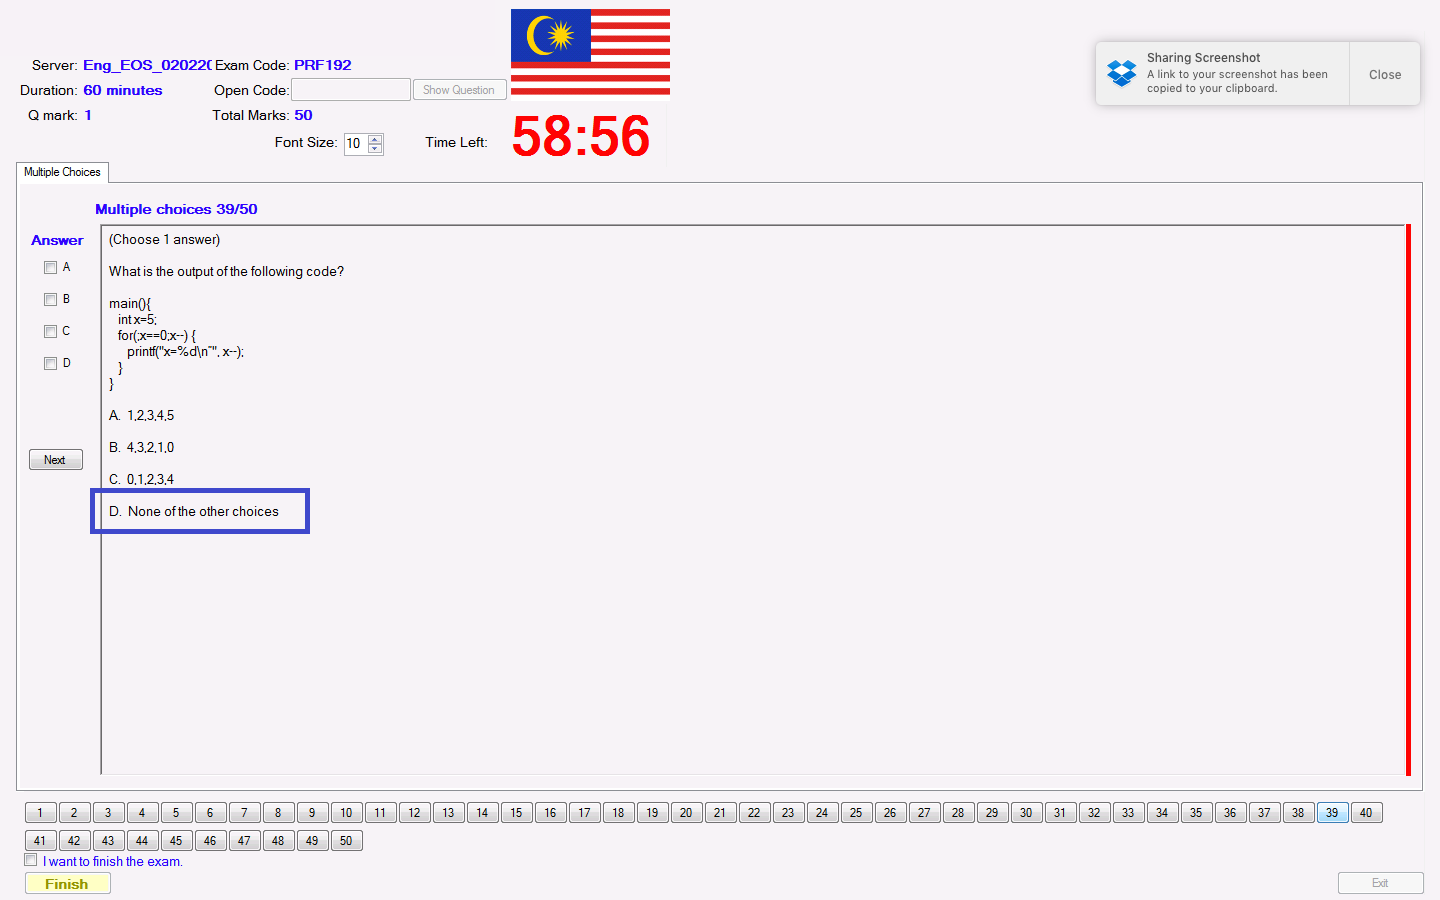 Server: Eng_EOS_020220 Exam Code: PRF192
Duration: 60 minutes Open Code: Show Question
Q mark: 1 Total Marks: 50
Font Size: 10 Time Left: 58:56
Sharing Screenshot
A link to your screenshot has been
copied to your clipboard.
Close
Multiple Choices
Multiple choices 39/50
Answer
A
B
C
D
Next
(Choose 1 answer)
What is the output of the following code?
main(){
int x=5;
for(;x==0;x--) {
printf("x=%d\n~", x--);
}
}
A. 1,2,3,4,5
B. 4,3,2,1,0
C. 0,1,2,3,4
D. None of the other choices
1 2 3 4 5 6 7 8 9 10 11 12 13 14 15 16 17 18 19 20 21 22 23 24 25 26 27 28 29 30 31 32 33 34 35 36 37 38 39 40
41 42 43 44 45 46 47 48 49 50
I want to finish the exam.
Finish
Exit